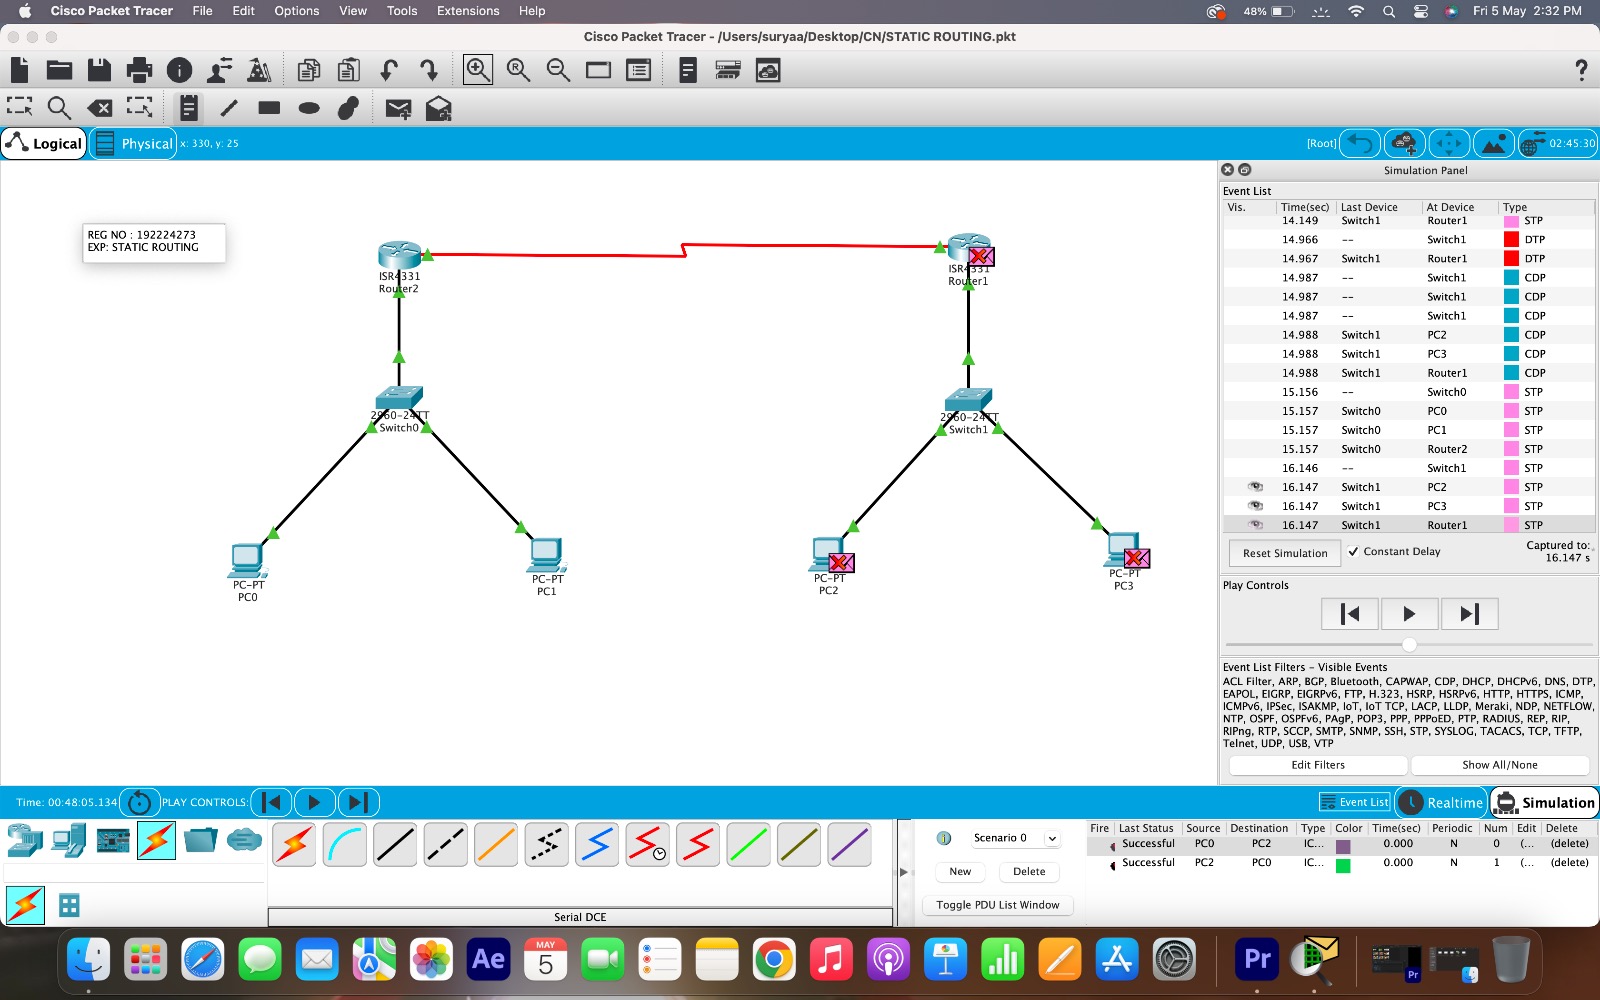 Cisco Packet Tracer File Edit Options View Tools Extensions Help 48% Fri 5 May 2:32 PM
Cisco Packet Tracer - /Users/suryaa/Desktop/CN/STATIC ROUTING.pkt
Logical Physical x: 330, y: 25 [Root] 02:45:30
REG NO : 192224273
EXP: STATIC ROUTING
ISR4331
Router2
ISR4331
Router1
2960-24TT
Switch0
2960-24TT
Switch1
PC-PT
PC0
PC-PT
PC1
PC-PT
PC2
PC-PT
PC3
Simulation Panel
Event List
Vis. Time(sec) Last Device At Device Type
14.149 Switch1 Router1 STP
14.966 -- Switch1 DTP
14.967 Switch1 Router1 DTP
14.987 -- Switch1 CDP
14.987 -- Switch1 CDP
14.987 -- Switch1 CDP
14.988 Switch1 PC2 CDP
14.988 Switch1 PC3 CDP
14.988 Switch1 Router1 CDP
15.156 -- Switch0 STP
15.157 Switch0 PC0 STP
15.157 Switch0 PC1 STP
15.157 Switch0 Router2 STP
16.146 -- Switch1 STP
16.147 Switch1 PC2 STP
16.147 Switch1 PC3 STP
16.147 Switch1 Router1 STP
Reset Simulation Constant Delay Captured to:
16.147 s
Play Controls
Event List Filters - Visible Events
ACL Filter, ARP, BGP, Bluetooth, CAPWAP, CDP, DHCP, DHCPv6, DNS, DTP,
EAPOL, EIGRP, EIGRPv6, FTP, H.323, HSRP, HSRPv6, HTTP, HTTPS, ICMP,
ICMPv6, IPSec, ISAKMP, IoT, IoT TCP, LACP, LLDP, Meraki, NDP, NETFLOW,
NTP, OSPF, OSPFv6, PAgP, POP3, PPP, PPPoED, PTP, RADIUS, REP, RIP,
RIPng, RTP, SCCP, SMTP, SNMP, SSH, STP, SYSLOG, TACACS, TCP, TFTP,
Telnet, UDP, USB, VTP
Edit Filters Show All/None
Time: 00:48:05.134 PLAY CONTROLS: Event List Realtime Simulation
Scenario 0
New Delete
Toggle PDU List Window
Fire Last Status Source Destination Type Color Time(sec) Periodic Num Edit Delete
Successful PC0 PC2 IC... 0.000 N 0 (... (delete)
Successful PC2 PC0 IC... 0.000 N 1 (... (delete)
Serial DCE
Ae
MAY
5
Pr
Pr